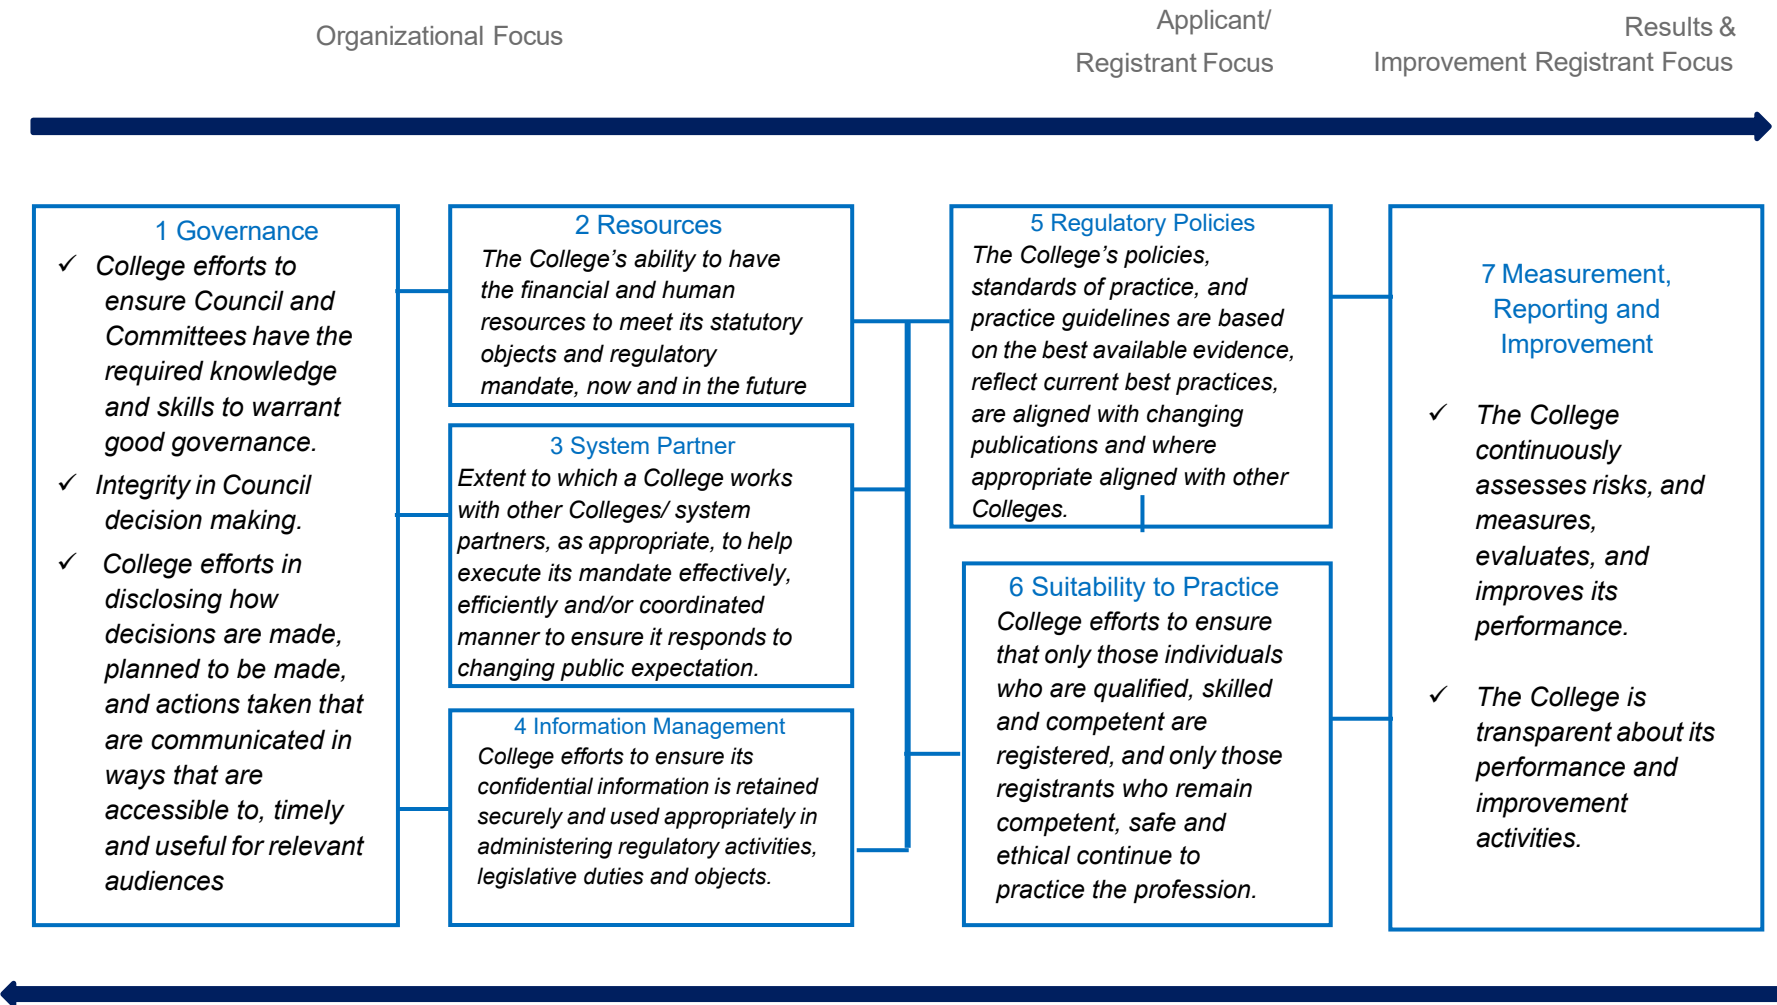 Organizational Focus
Applicant/
Registrant Focus
Results &
Improvement Registrant Focus
1 Governance
✓ College efforts to
ensure Council and
Committees have the
required knowledge
and skills to warrant
good governance.
✓ Integrity in Council
decision making.
✓ College efforts in
disclosing how
decisions are made,
planned to be made,
and actions taken that
are communicated in
ways that are
accessible to, timely
and useful for relevant
audiences
2 Resources
The College’s ability to have
the financial and human
resources to meet its statutory
objects and regulatory
mandate, now and in the future
3 System Partner
Extent to which a College works
with other Colleges/ system
partners, as appropriate, to help
execute its mandate effectively,
efficiently and/or coordinated
manner to ensure it responds to
changing public expectation.
4 Information Management
College efforts to ensure its
confidential information is retained
securely and used appropriately in
administering regulatory activities,
legislative duties and objects.
5 Regulatory Policies
The College’s policies,
standards of practice, and
practice guidelines are based
on the best available evidence,
reflect current best practices,
are aligned with changing
publications and where
appropriate aligned with other
Colleges.
6 Suitability to Practice
College efforts to ensure
that only those individuals
who are qualified, skilled
and competent are
registered, and only those
registrants who remain
competent, safe and
ethical continue to
practice the profession.
7 Measurement,
Reporting and
Improvement
✓ The College
continuously
assesses risks, and
measures,
evaluates, and
improves its
performance.
✓ The College is
transparent about its
performance and
improvement
activities.